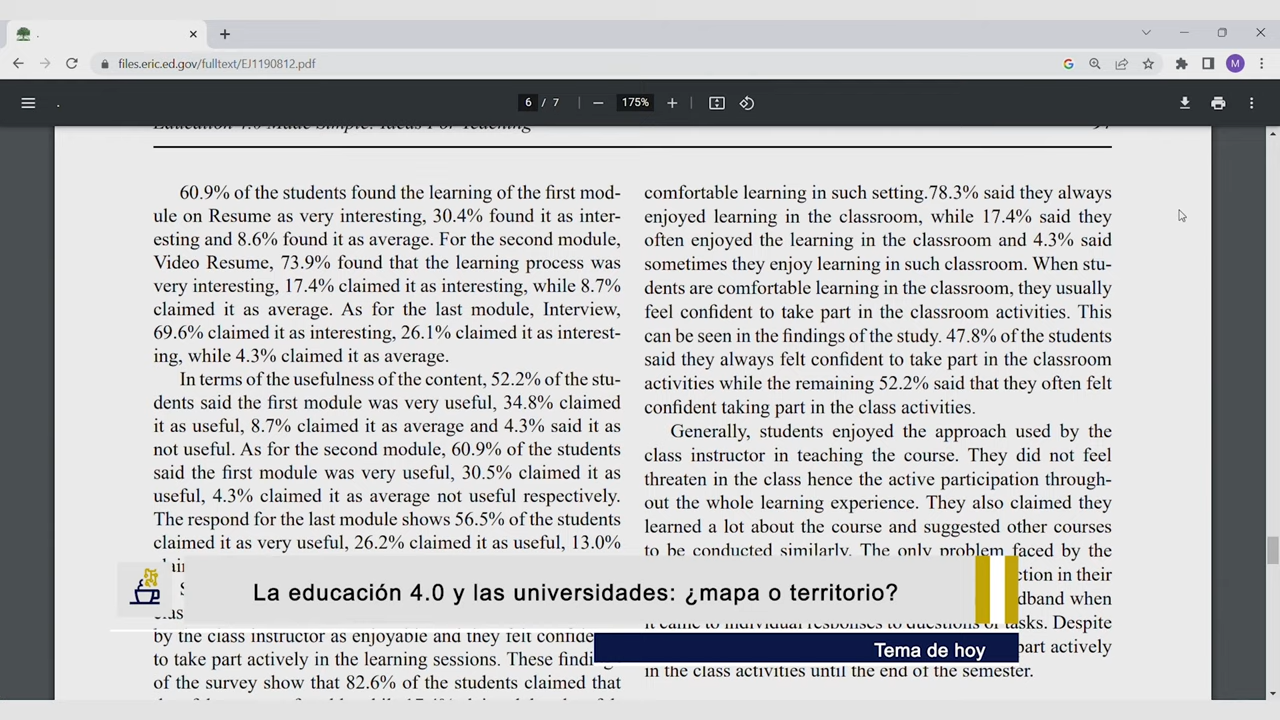 files.eric.ed.gov/fulltext/EJ1190812.pdf
M
6 / 7
175%
60.9% of the students found the learning of the first mod-
ule on Resume as very interesting, 30.4% found it as inter-
esting and 8.6% found it as average. For the second module,
Video Resume, 73.9% found that the learning process was
very interesting, 17.4% claimed it as interesting, while 8.7%
claimed it as average. As for the last module, Interview,
69.6% claimed it as interesting, 26.1% claimed it as interest-
ing, while 4.3% claimed it as average.
In terms of the usefulness of the content, 52.2% of the stu-
dents said the first module was very useful, 34.8% claimed
it as useful, 8.7% claimed it as average and 4.3% said it as
not useful. As for the second module, 60.9% of the students
said the first module was very useful, 30.5% claimed it as
useful, 4.3% claimed it as average not useful respectively.
The respond for the last module shows 56.5% of the students
claimed it as very useful, 26.2% claimed it as useful, 13.0%
by the class instructor as enjoyable and they felt
to take part actively in the learning sessions. These
of the survey show that 82.6% of the students claimed that
comfortable learning in such setting.78.3% said they always
enjoyed learning in the classroom, while 17.4% said they
often enjoyed the learning in the classroom and 4.3% said
sometimes they enjoy learning in such classroom. When stu-
dents are comfortable learning in the classroom, they usually
feel confident to take part in the classroom activities. This
can be seen in the findings of the study. 47.8% of the students
said they always felt confident to take part in the classroom
activities while the remaining 52.2% said that they often felt
confident taking part in the class activities.
Generally, students enjoyed the approach used by the
class instructor in teaching the course. They did not feel
threaten in the class hence the active participation through-
out the whole learning experience. They also claimed they
learned a lot about the course and suggested other courses
to be conducted similarly. The only problem faced by the
ction in their
dband when
it came to individual responses to questions or tasks. Despite
part actively
in the class activities until the end of the semester.
La educación 4.0 y las universidades: ¿mapa o territorio?
Tema de hoy